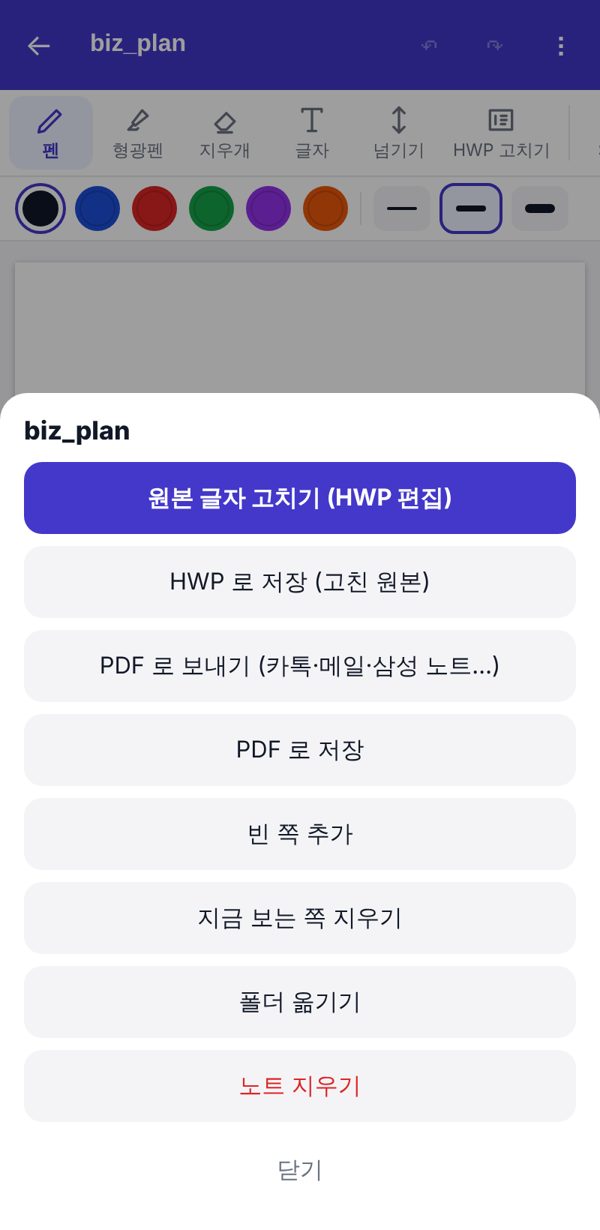 biz_plan
펜
형광펜
지우개
글자
넘기기
HWP 고치기
biz_plan
원본 글자 고치기 (HWP 편집)
HWP 로 저장 (고친 원본)
PDF 로 보내기 (카톡·메일·삼성 노트...)
PDF 로 저장
빈 쪽 추가
지금 보는 쪽 지우기
폴더 옮기기
노트 지우기
닫기